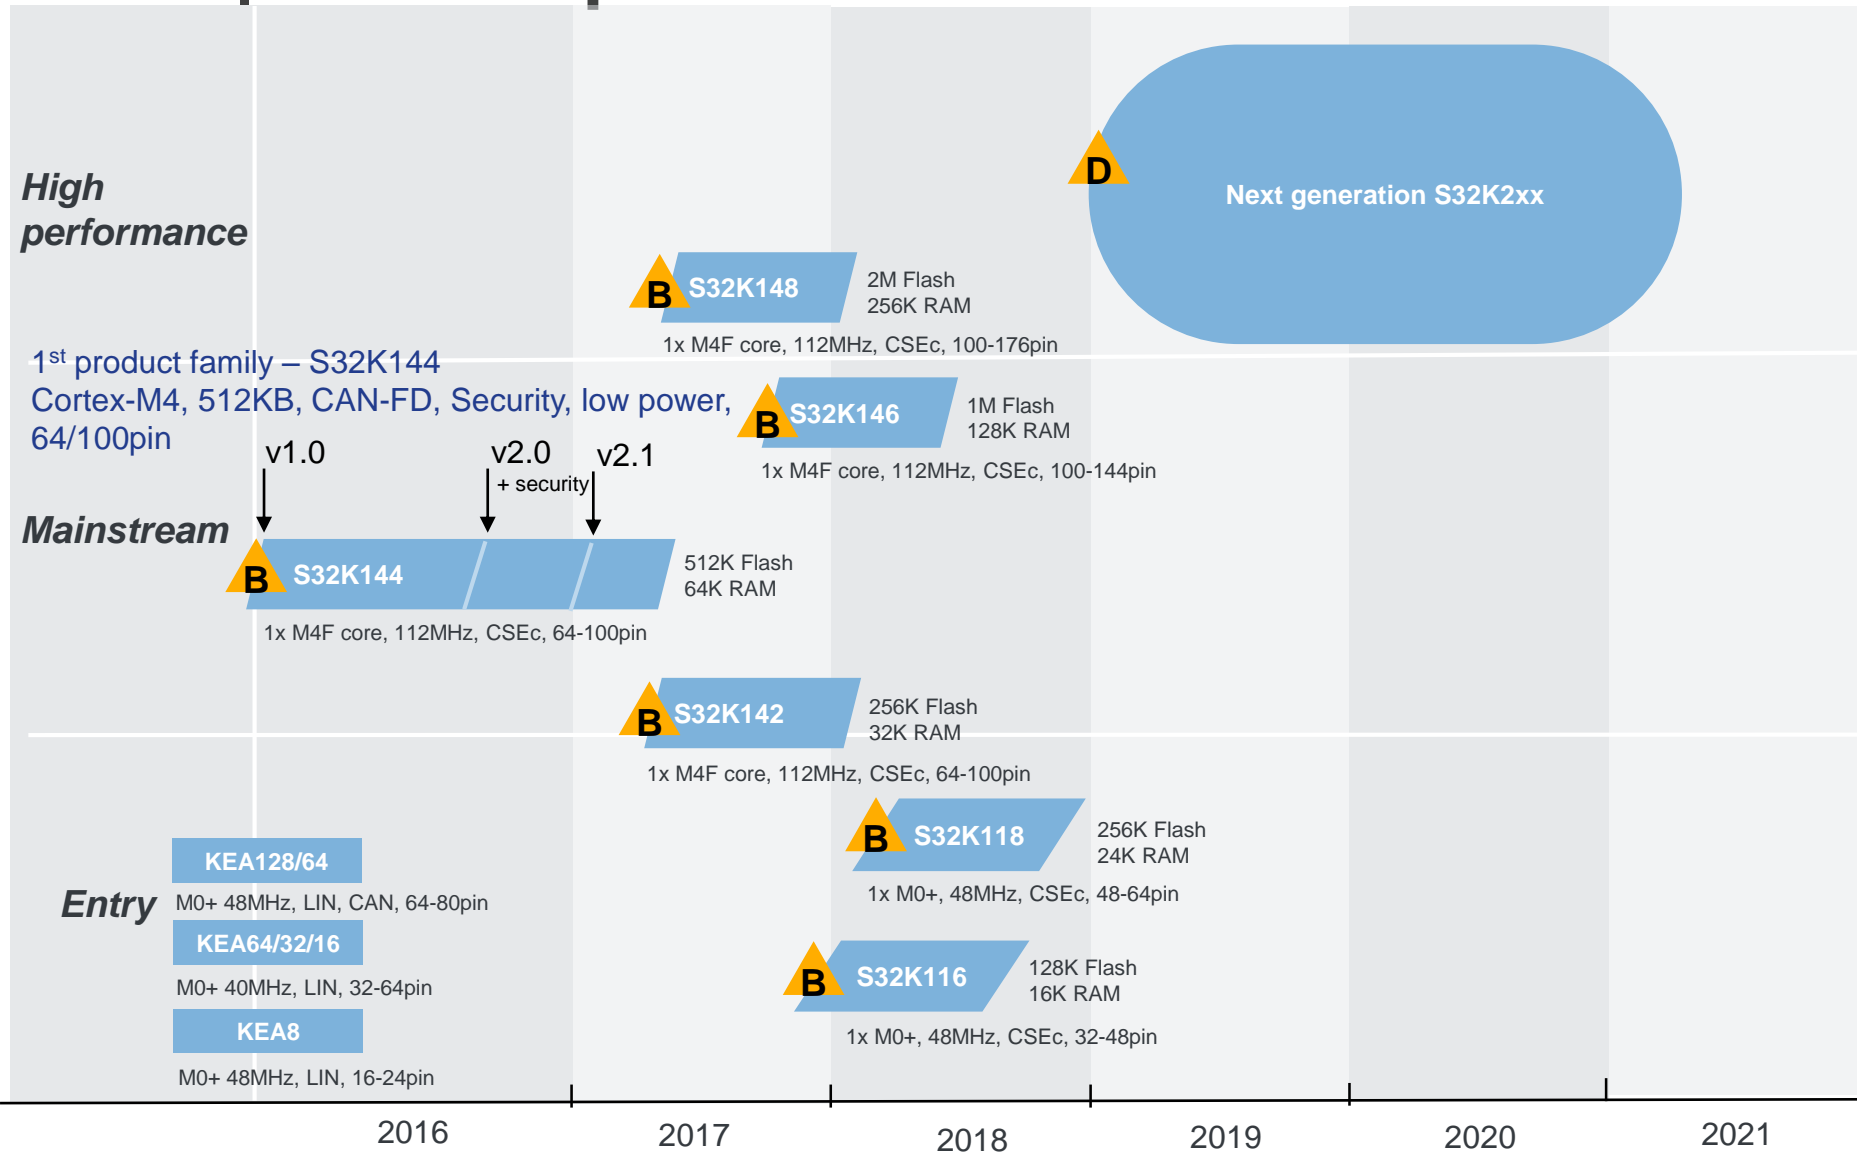 High
performance
D
Next generation S32K2xx
B
S32K148
2M Flash
256K RAM
1x M4F core, 112MHz, CSEc, 100-176pin
1st product family – S32K144
Cortex-M4, 512KB, CAN-FD, Security, low power,
64/100pin
B
S32K146
1M Flash
128K RAM
1x M4F core, 112MHz, CSEc, 100-144pin
v1.0
v2.0
+ security
v2.1
Mainstream
B
S32K144
512K Flash
64K RAM
1x M4F core, 112MHz, CSEc, 64-100pin
B
S32K142
256K Flash
32K RAM
1x M4F core, 112MHz, CSEc, 64-100pin
B
S32K118
256K Flash
24K RAM
1x M0+, 48MHz, CSEc, 48-64pin
Entry
KEA128/64
M0+ 48MHz, LIN, CAN, 64-80pin
KEA64/32/16
M0+ 40MHz, LIN, 32-64pin
KEA8
M0+ 48MHz, LIN, 16-24pin
B
S32K116
128K Flash
16K RAM
1x M0+, 48MHz, CSEc, 32-48pin
2016
2017
2018
2019
2020
2021